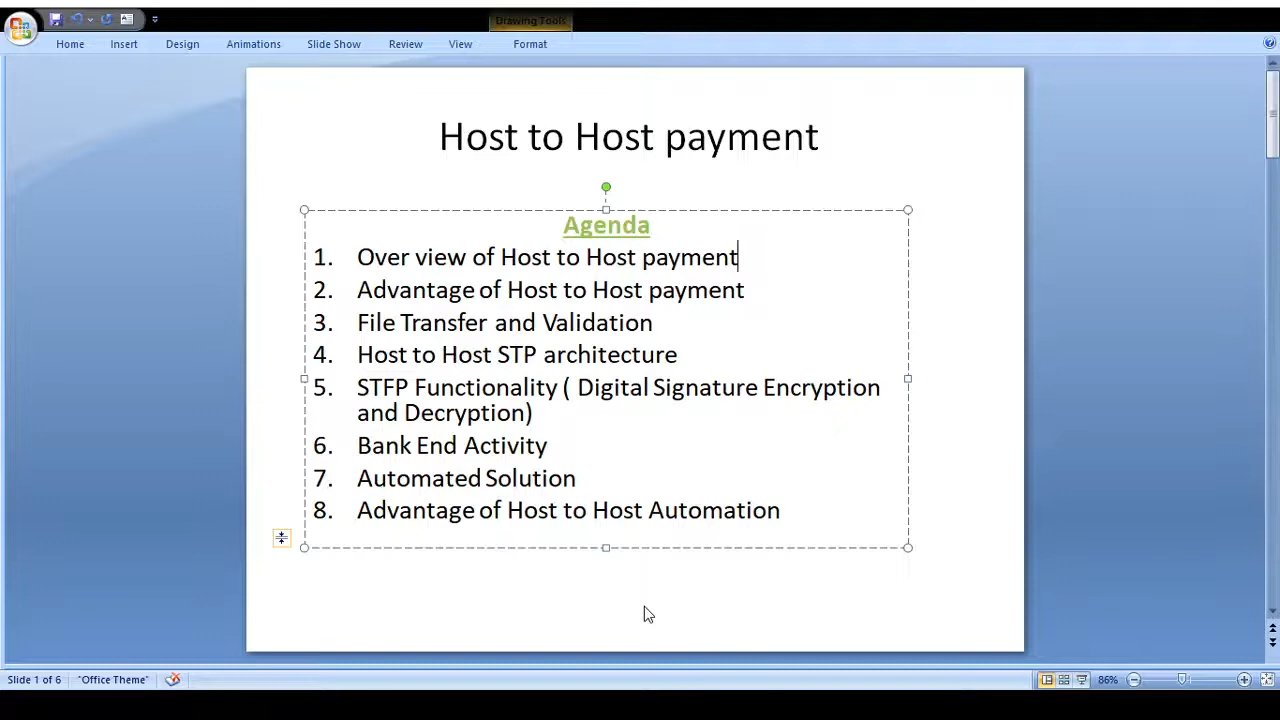 Drawing Tools
Home Insert Design Animations Slide Show Review View Format
Host to Host payment
Agenda
1. Over view of Host to Host payment
2. Advantage of Host to Host payment
3. File Transfer and Validation
4. Host to Host STP architecture
5. STFP Functionality ( Digital Signature Encryption
and Decryption)
6. Bank End Activity
7. Automated Solution
8. Advantage of Host to Host Automation
Slide 1 of 6 "Office Theme" 86%